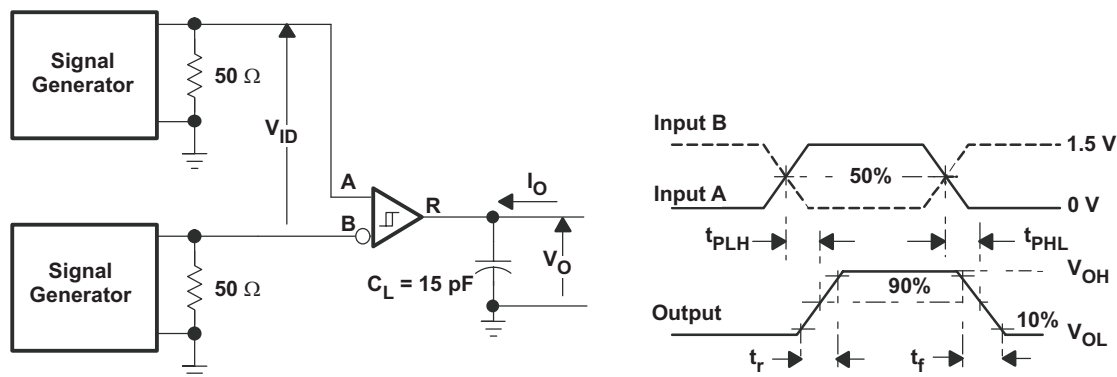 Signal
Generator
50 Ω
V_ID
A
B
R
I_O
V_O
C_L = 15 pF
Signal
Generator
50 Ω
Input B
1.5 V
50%
Input A
0 V
t_PLH
t_PHL
V_OH
90%
Output
10%
V_OL
t_r
t_f